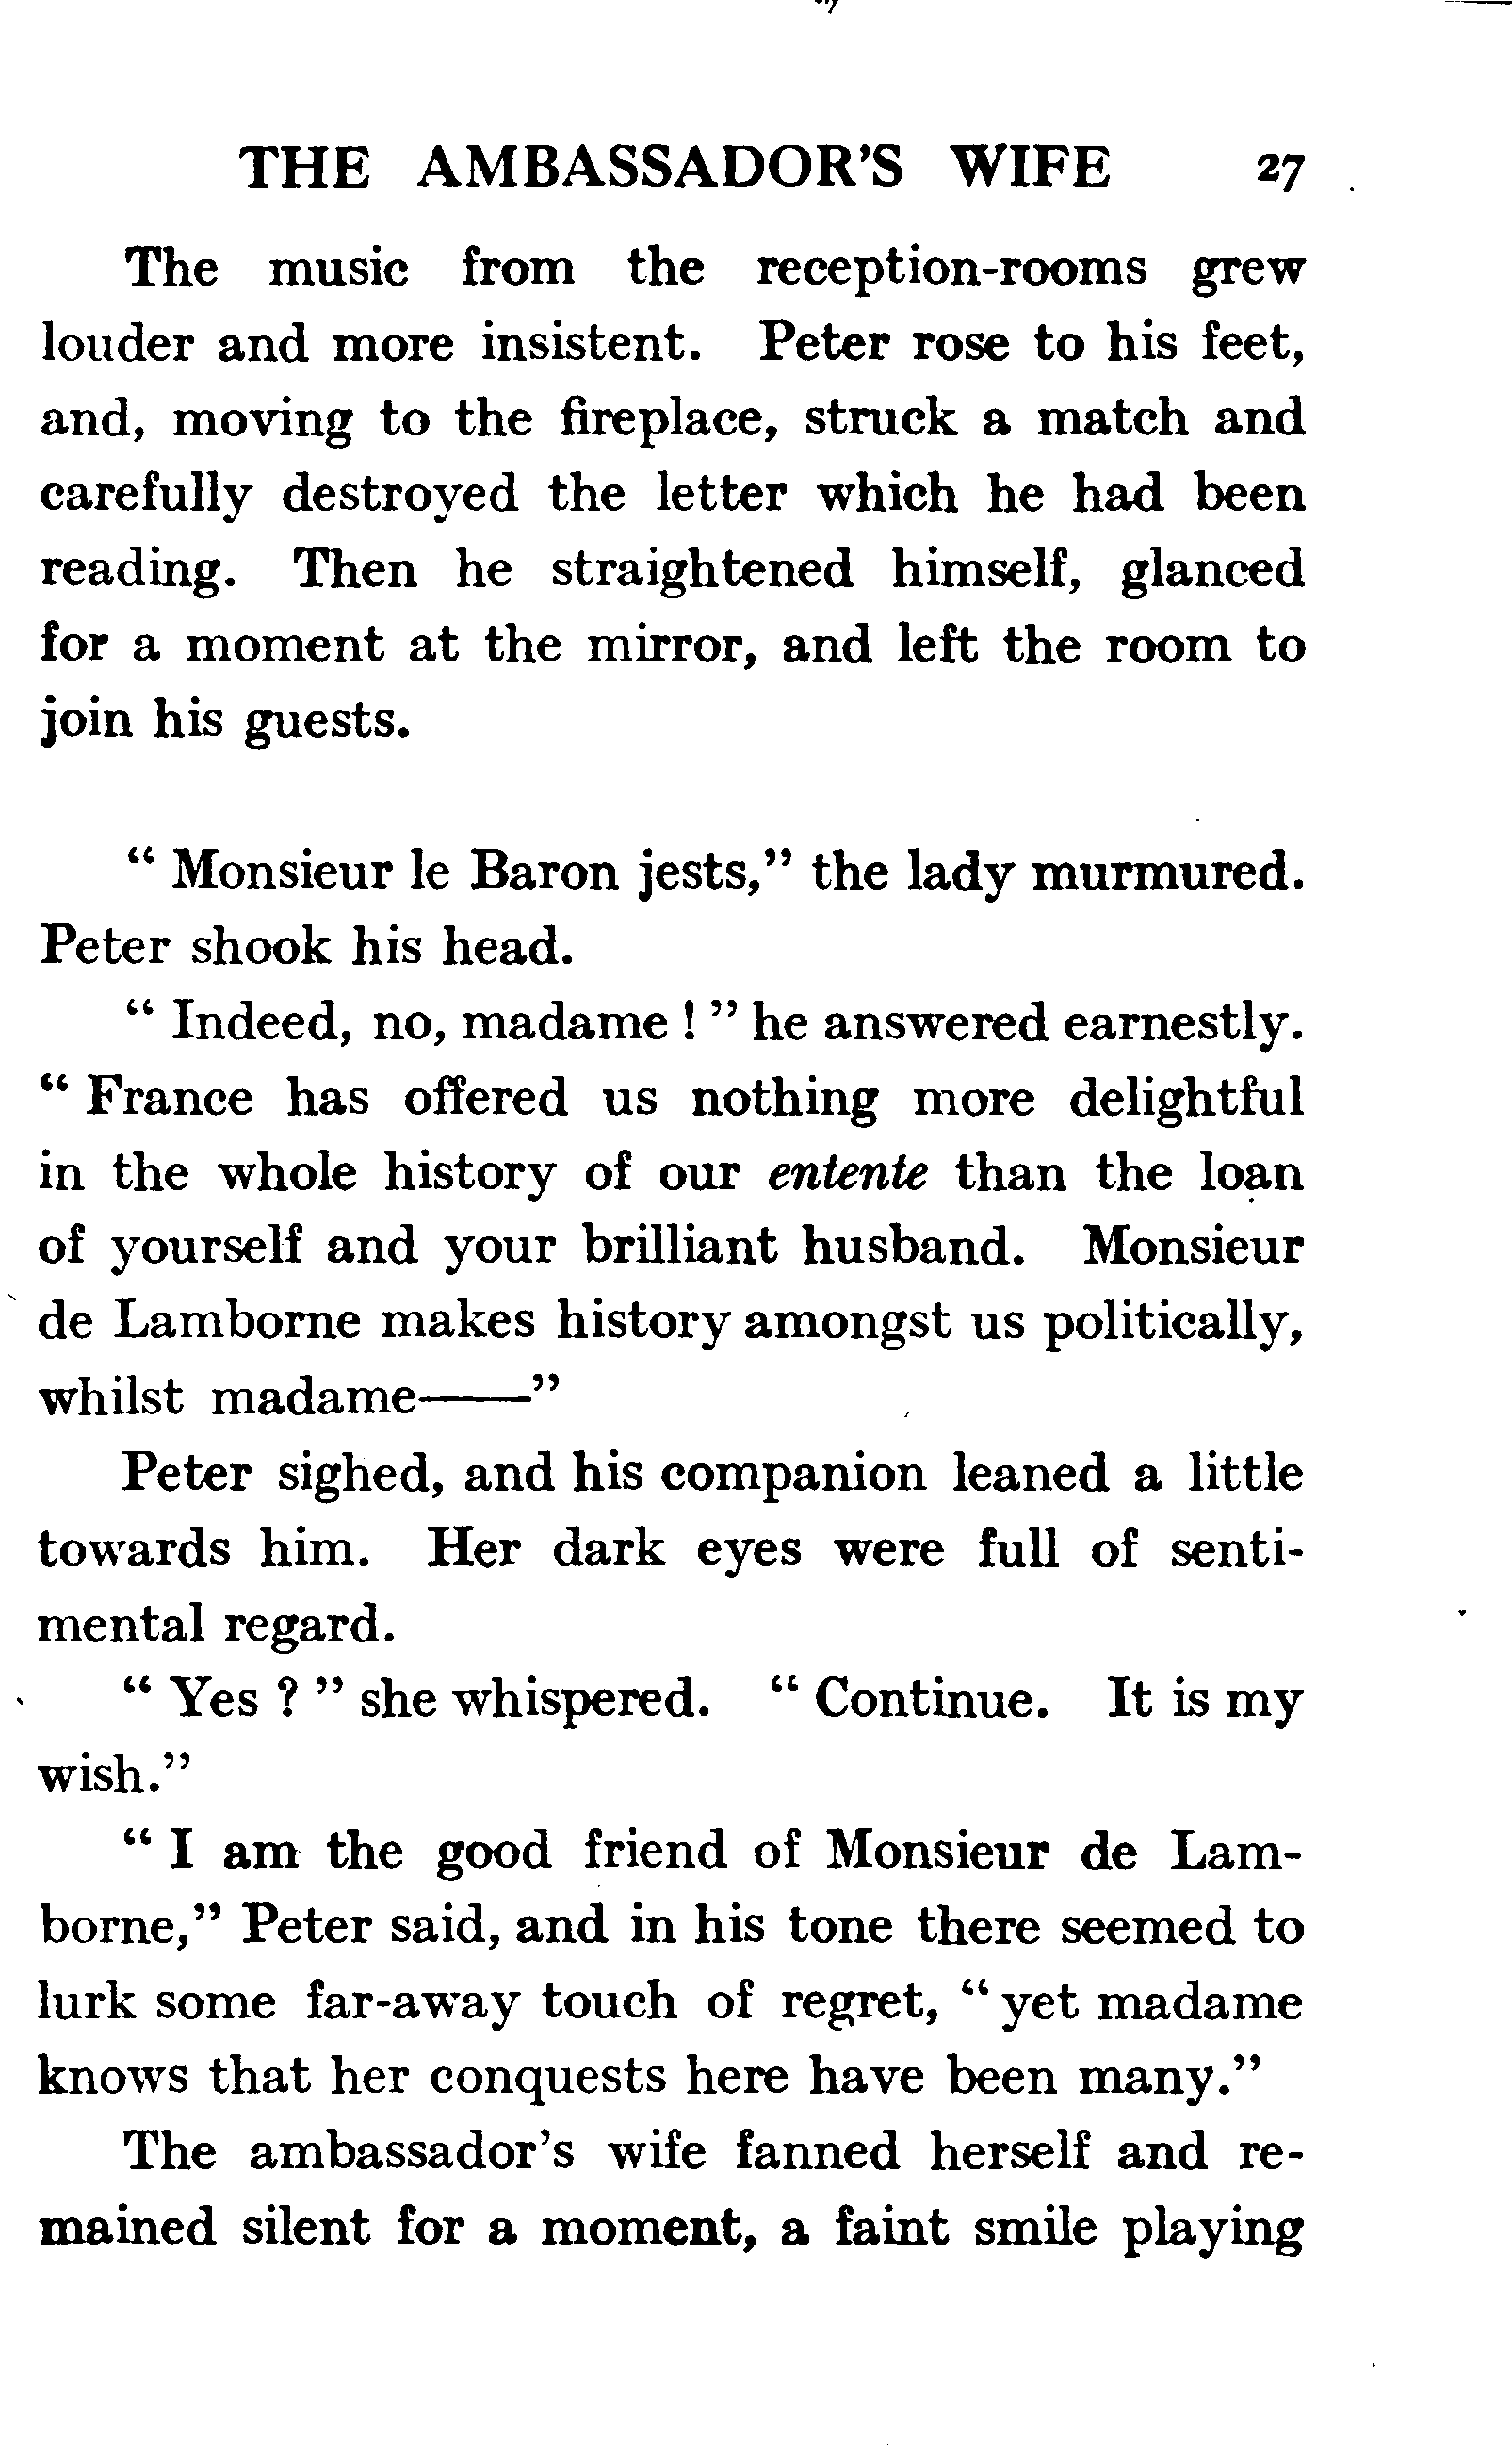 THE AMBASSADOR'S WIFE 27
The music from the reception-rooms grew
louder and more insistent. Peter rose to his feet,
and, moving to the fireplace, struck a match and
carefully destroyed the letter which he had been
reading. Then he straightened himself, glanced
for a moment at the mirror, and left the room to
join his guests.
“ Monsieur le Baron jests,” the lady murmured.
Peter shook his head.
“ Indeed, no, madame ! ” he answered earnestly.
“ France has offered us nothing more delightful
in the whole history of our entente than the loan
of yourself and your brilliant husband. Monsieur
de Lamborne makes history amongst us politically,
whilst madame——”
Peter sighed, and his companion leaned a little
towards him. Her dark eyes were full of senti-
mental regard.
“ Yes ? ” she whispered. “ Continue. It is my
wish.”
“ I am the good friend of Monsieur de Lam-
borne,” Peter said, and in his tone there seemed to
lurk some far-away touch of regret, “ yet madame
knows that her conquests here have been many.”
The ambassador's wife fanned herself and re-
mained silent for a moment, a faint smile playing